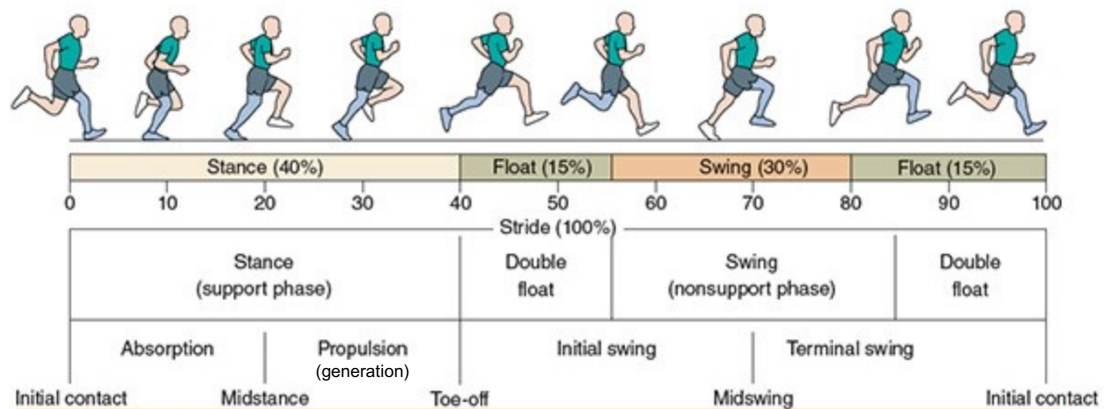 Stance (40%) Float (15%) Swing (30%) Float (15%)
0 10 20 30 40 50 60 70 80 90 100
Stride (100%)
Stance Double Swing Double
(support phase) float (nonsupport phase) float
Absorption Propulsion Initial swing Terminal swing
(generation)
Initial contact Midstance Toe-off Midswing Initial contact